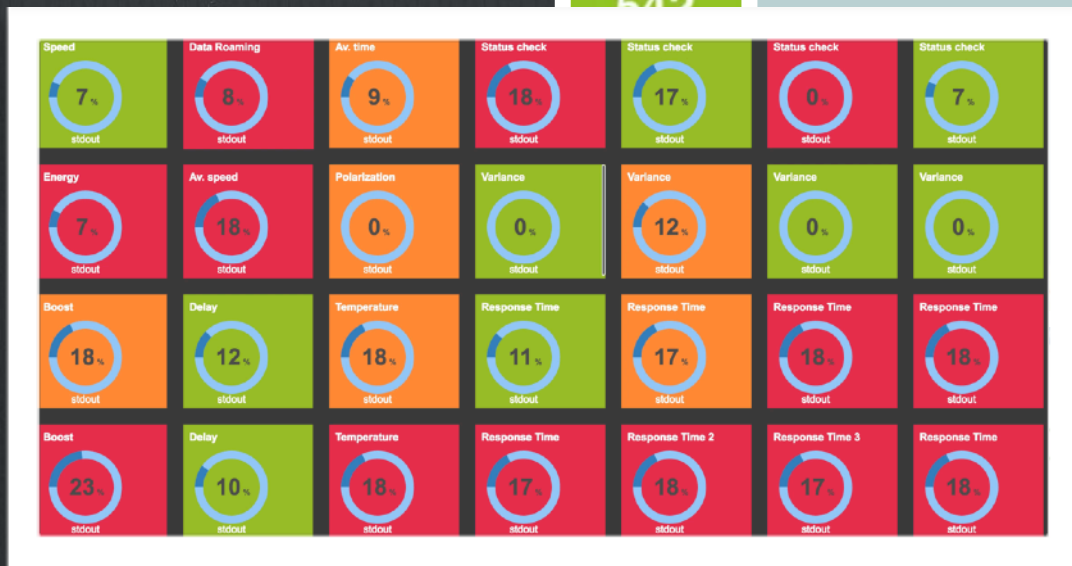 Speed Data Roaming Av. time Status check Status check Status check Status check
7% 8% 9% 18% 17% 0% 7%
stdout stdout stdout stdout stdout stdout stdout
Energy Av. speed Polarization Variance Variance Variance Variance
7% 18% 0% 0% 12% 0% 0%
stdout stdout stdout stdout stdout stdout stdout
Boost Delay Temperature Response Time Response Time Response Time Response Time
18% 12% 18% 11% 17% 18% 18%
stdout stdout stdout stdout stdout stdout stdout
Boost Delay Temperature Response Time Response Time 2 Response Time 3 Response Time
23% 10% 18% 17% 18% 17% 18%
stdout stdout stdout stdout stdout stdout stdout